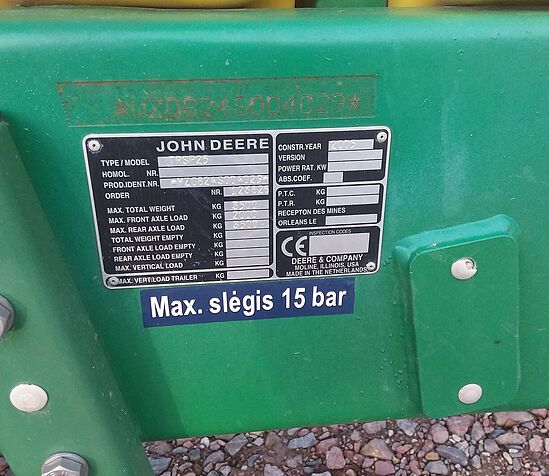 *WZD824S004029*
JOHN DEERE
TYPE / MODEL
HOMOL. NR
PROD.IDENT.NR.
ORDER NR
MAX. TOTAL WEIGHT KG
MAX. FRONT AXLE LOAD KG
MAX. REAR AXLE LOAD KG
TOTAL WEIGHT EMPTY KG
FRONT AXLE LOAD EMPTY KG
REAR AXLE LOAD EMPTY KG
MAX. VERTICAL LOAD KG
MAX. VERT.LOAD TRAILER KG
CONSTR.YEAR 2005
VERSION
POWER RAT. KW
ABS.COEF.
P.T.C. KG
P.T.R. KG
RECEPTON DES MINES
ORLEANS LE
INSPECTION CODES
CE
DEERE & COMPANY
MOLINE, ILLINOIS, USA
MADE IN THE NETHERLANDS
Max. slėgis 15 bar